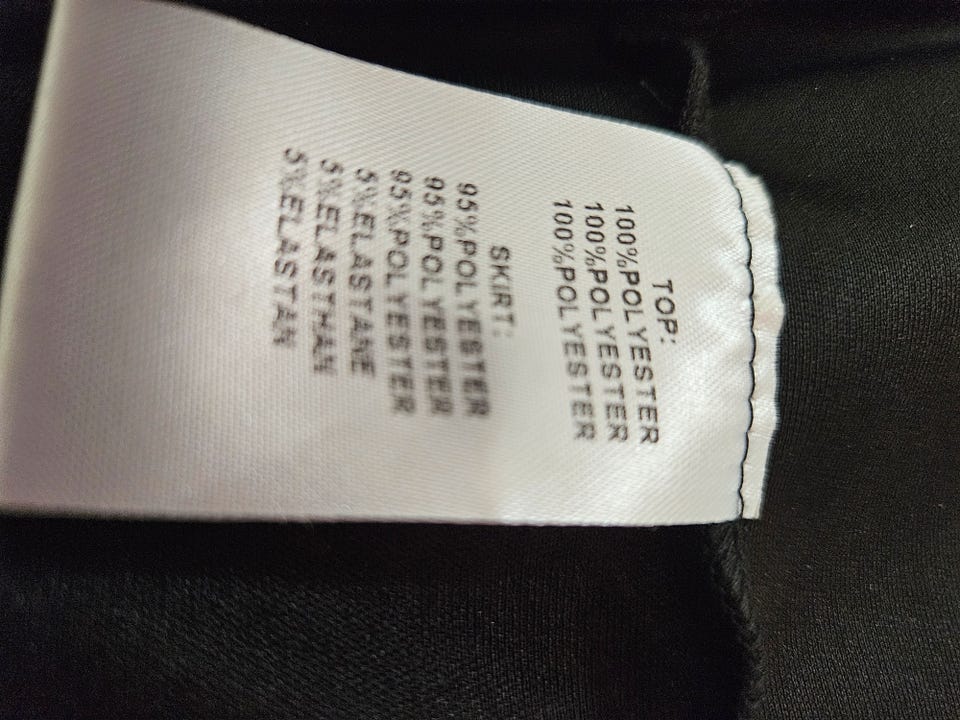 TOP:
100%POLYESTER
100%POLYESTER
100%POLYESTER
SKIRT:
95%POLYESTER
95%POLYESTER
95%POLYESTER
5%ELASTANE
5%ELASTHAN
5%ELASTAN